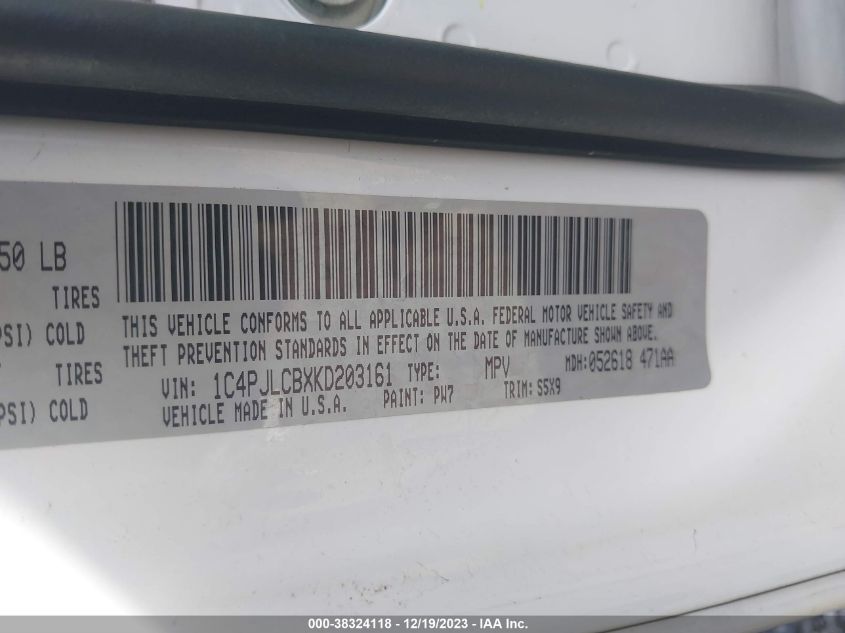 50 LB
TIRES
PSI) COLD
TIRES
PSI) COLD
THIS VEHICLE CONFORMS TO ALL APPLICABLE U.S.A. FEDERAL MOTOR VEHICLE SAFETY AND
THEFT PREVENTION STANDARDS IN EFFECT ON THE DATE OF MANUFACTURE SHOWN ABOVE.
VIN: 1C4PJLCBXKD203161 TYPE: MPV MDH:052618 471AA
VEHICLE MADE IN U.S.A. PAINT: PW7 TRIM: S5X9
000-38324118 - 12/19/2023 - IAA Inc.